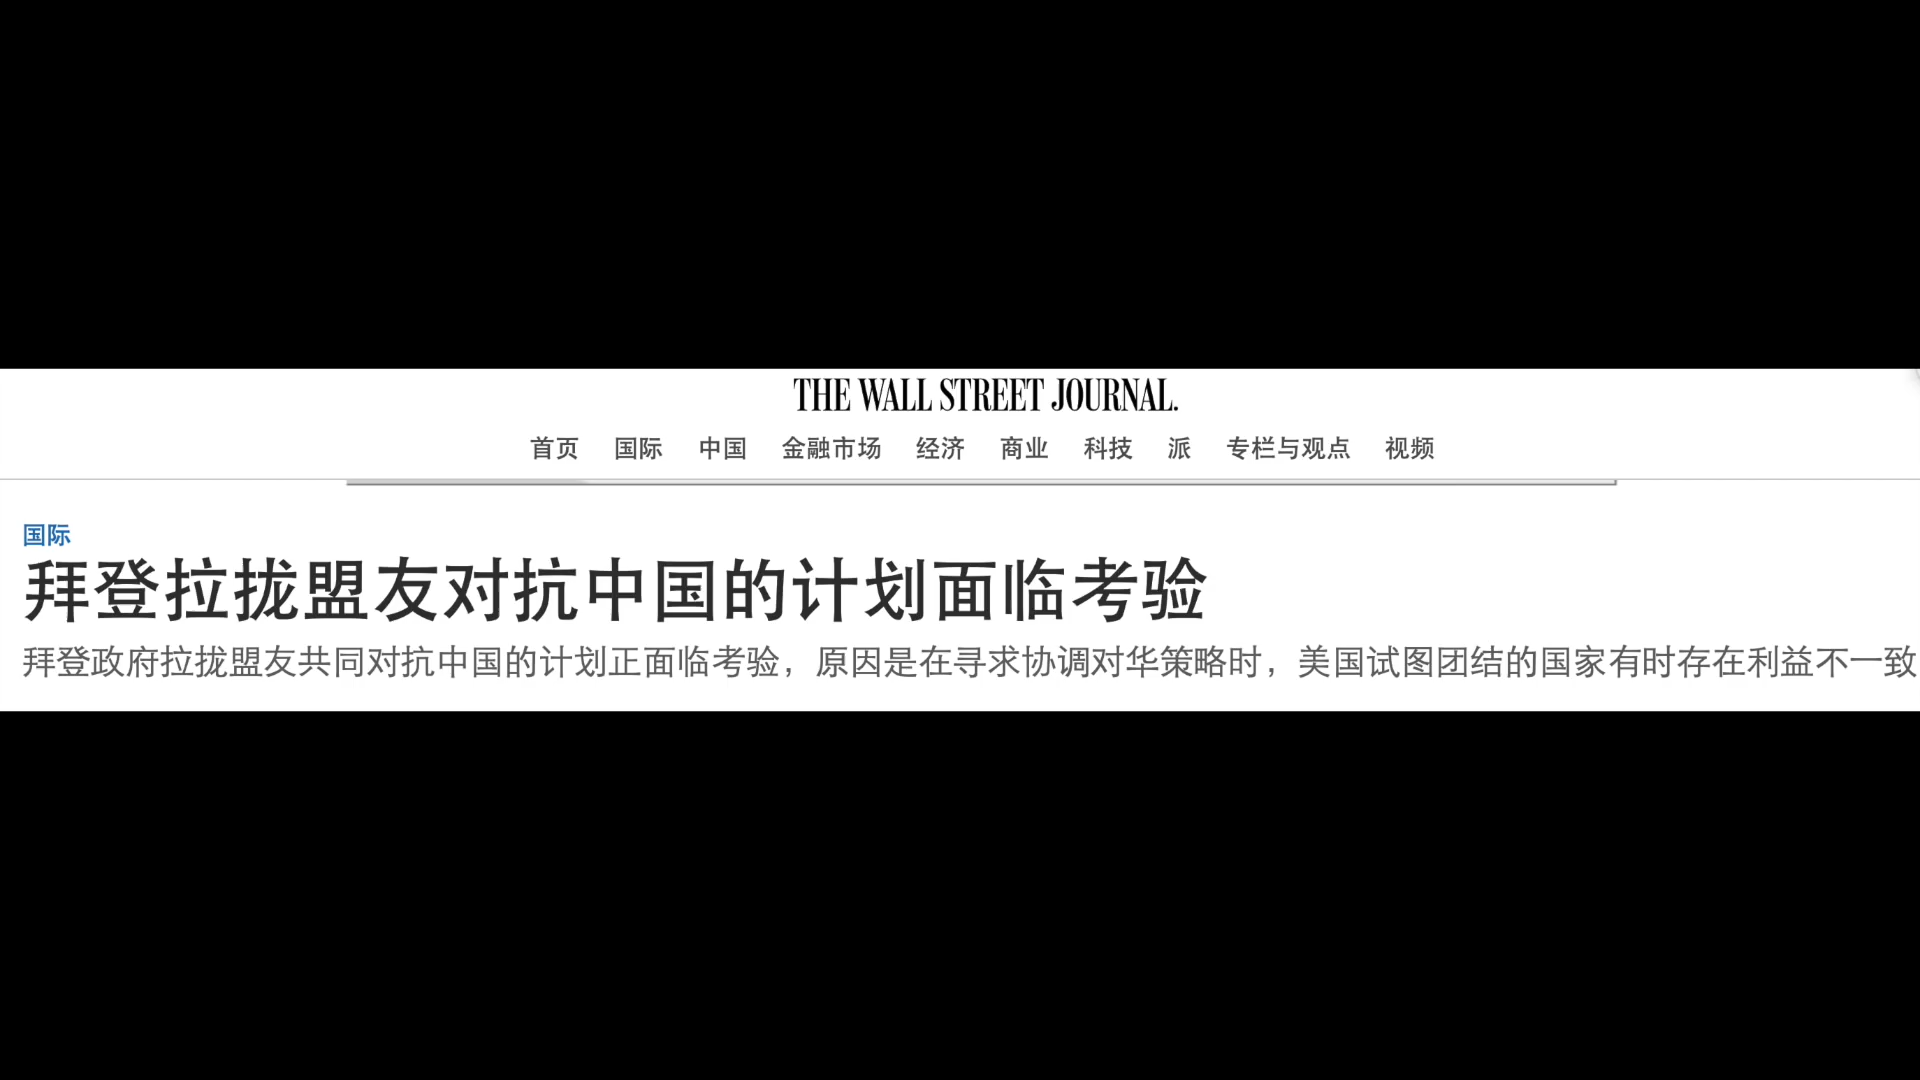 THE WALL STREET JOURNAL.
首页 国际 中国 金融市场 经济 商业 科技 派 专栏与观点 视频
国际
拜登拉拢盟友对抗中国的计划面临考验
拜登政府拉拢盟友共同对抗中国的计划正面临考验，原因是在寻求协调对华策略时，美国试图团结的国家有时存在利益不一致